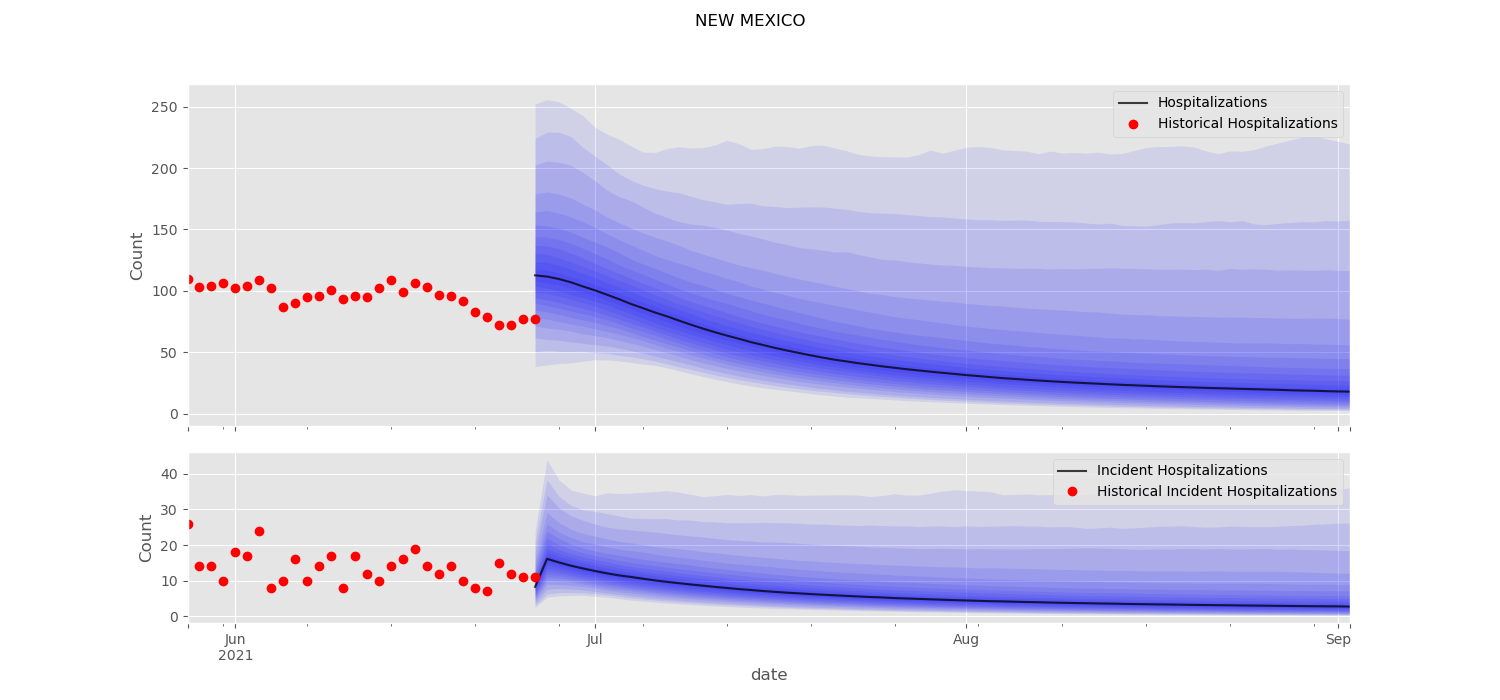 NEW MEXICO
Hospitalizations
Historical Hospitalizations
250
200
150
100
50
0
Count
Incident Hospitalizations
Historical Incident Hospitalizations
40
30
20
10
0
Count
Jun Jul Aug Sep
2021
date